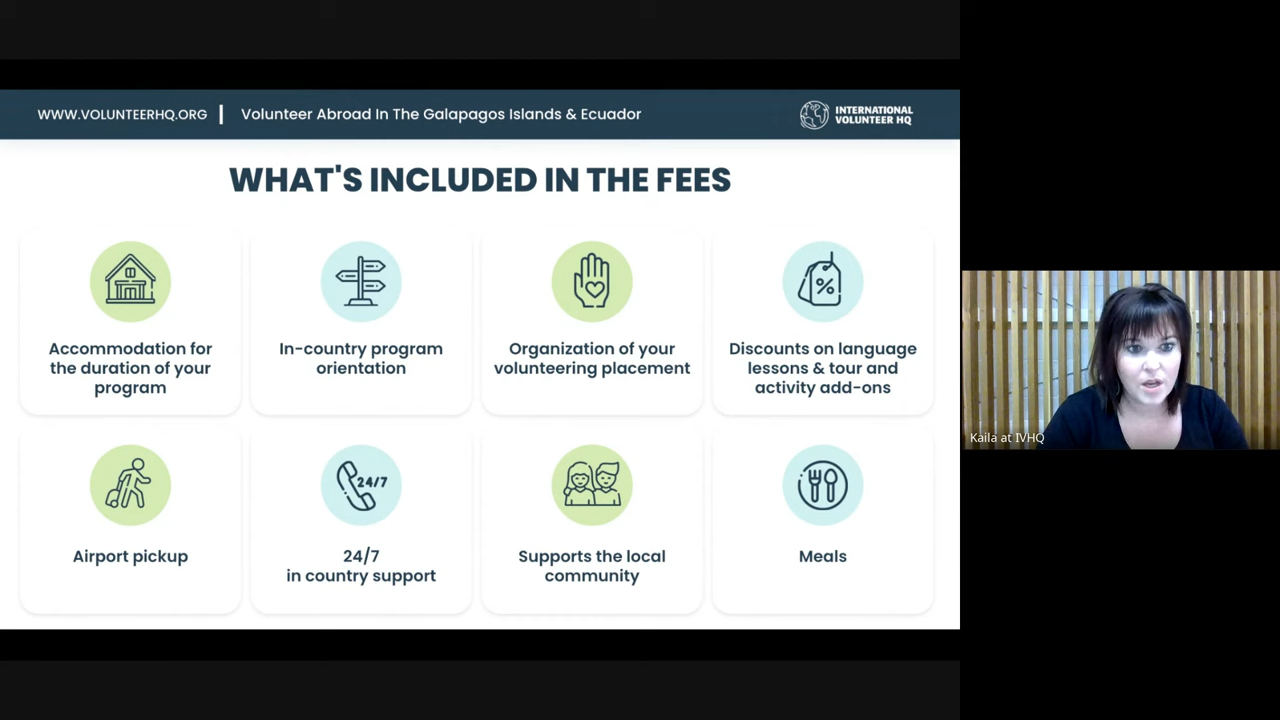 WWW.VOLUNTEERHQ.ORG | Volunteer Abroad In The Galapagos Islands & Ecuador
INTERNATIONAL
VOLUNTEER HQ
WHAT'S INCLUDED IN THE FEES
%
Accommodation for
the duration of your
program
In-country program
orientation
Organization of your
volunteering placement
Discounts on language
lessons & tour and
activity add-ons
Kaila at IVHQ
24/7
Airport pickup
24/7
in country support
Supports the local
community
Meals